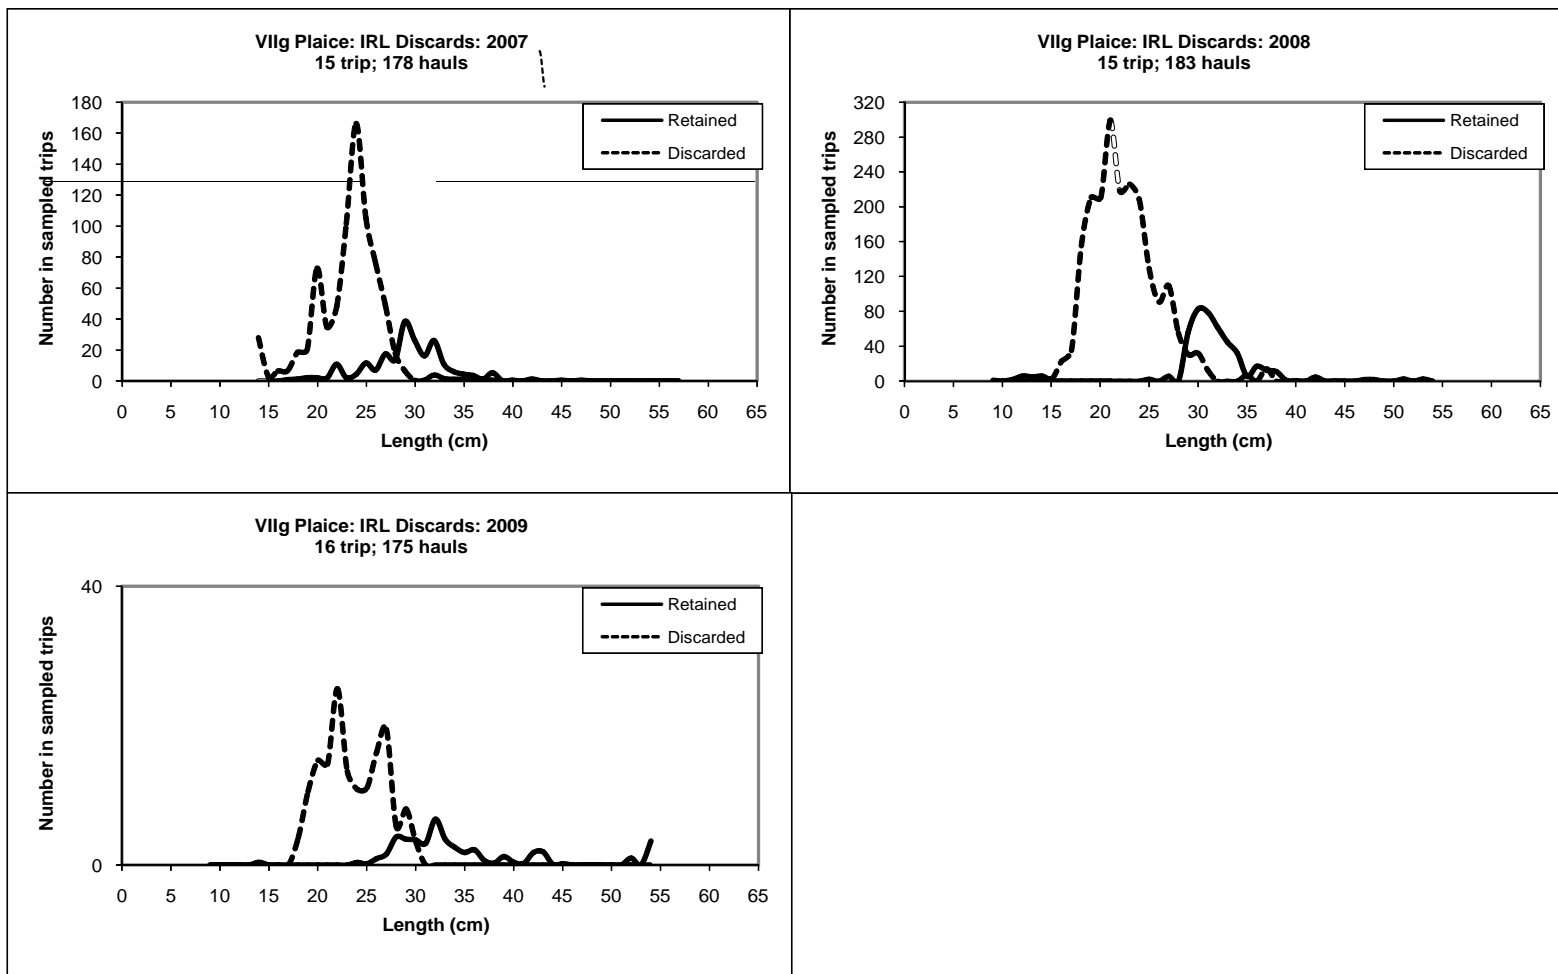 VIIg Plaice: IRL Discards: 2007
15 trip; 178 hauls
Number in sampled trips
180
160
140
120
100
80
60
40
20
0
Retained
Discarded
0 5 10 15 20 25 30 35 40 45 50 55 60 65
Length (cm)
VIIg Plaice: IRL Discards: 2008
15 trip; 183 hauls
Number in sampled trips
320
280
240
200
160
120
80
40
0
Retained
Discarded
0 5 10 15 20 25 30 35 40 45 50 55 60 65
Length (cm)
VIIg Plaice: IRL Discards: 2009
16 trip; 175 hauls
Number in sampled trips
40
0
Retained
Discarded
0 5 10 15 20 25 30 35 40 45 50 55 60 65
Length (cm)